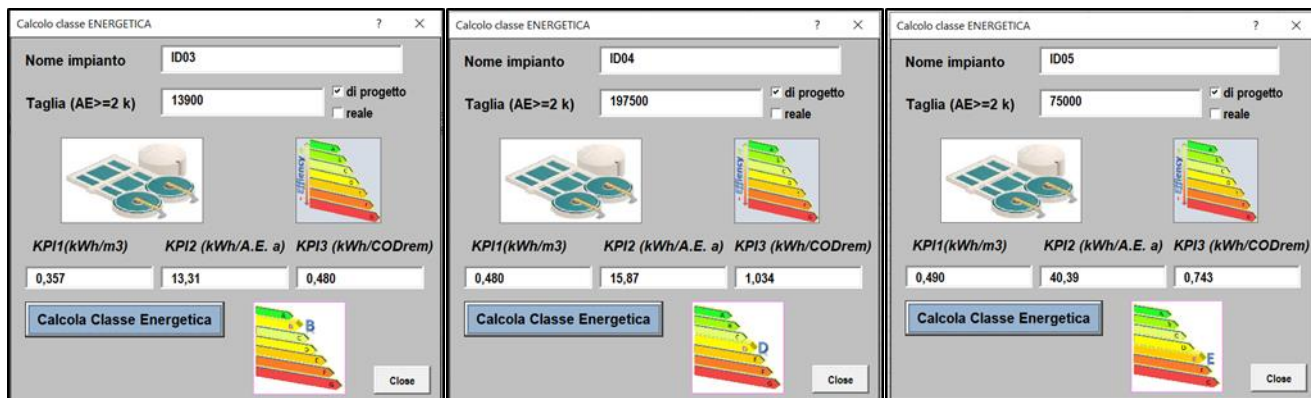 Calcolo classe ENERGETICA ? ×
Nome impianto ID03
Taglia (AE>=2 k) 13900 di progetto
reale
Efficency
A
B
C
D
E
F
G
KPI1(kWh/m3) KPI2 (kWh/A.E. a) KPI3 (kWh/CODrem)
0,357 13,31 0,480
Calcola Classe Energetica
B
Close
Calcolo classe ENERGETICA ? ×
Nome impianto ID04
Taglia (AE>=2 k) 197500 di progetto
reale
KPI1(kWh/m3) KPI2 (kWh/A.E. a) KPI3 (kWh/CODrem)
0,480 15,87 1,034
Calcola Classe Energetica
D
Close
Calcolo classe ENERGETICA ? ×
Nome impianto ID05
Taglia (AE>=2 k) 75000 di progetto
reale
KPI1(kWh/m3) KPI2 (kWh/A.E. a) KPI3 (kWh/CODrem)
0,490 40,39 0,743
Calcola Classe Energetica
E
Close